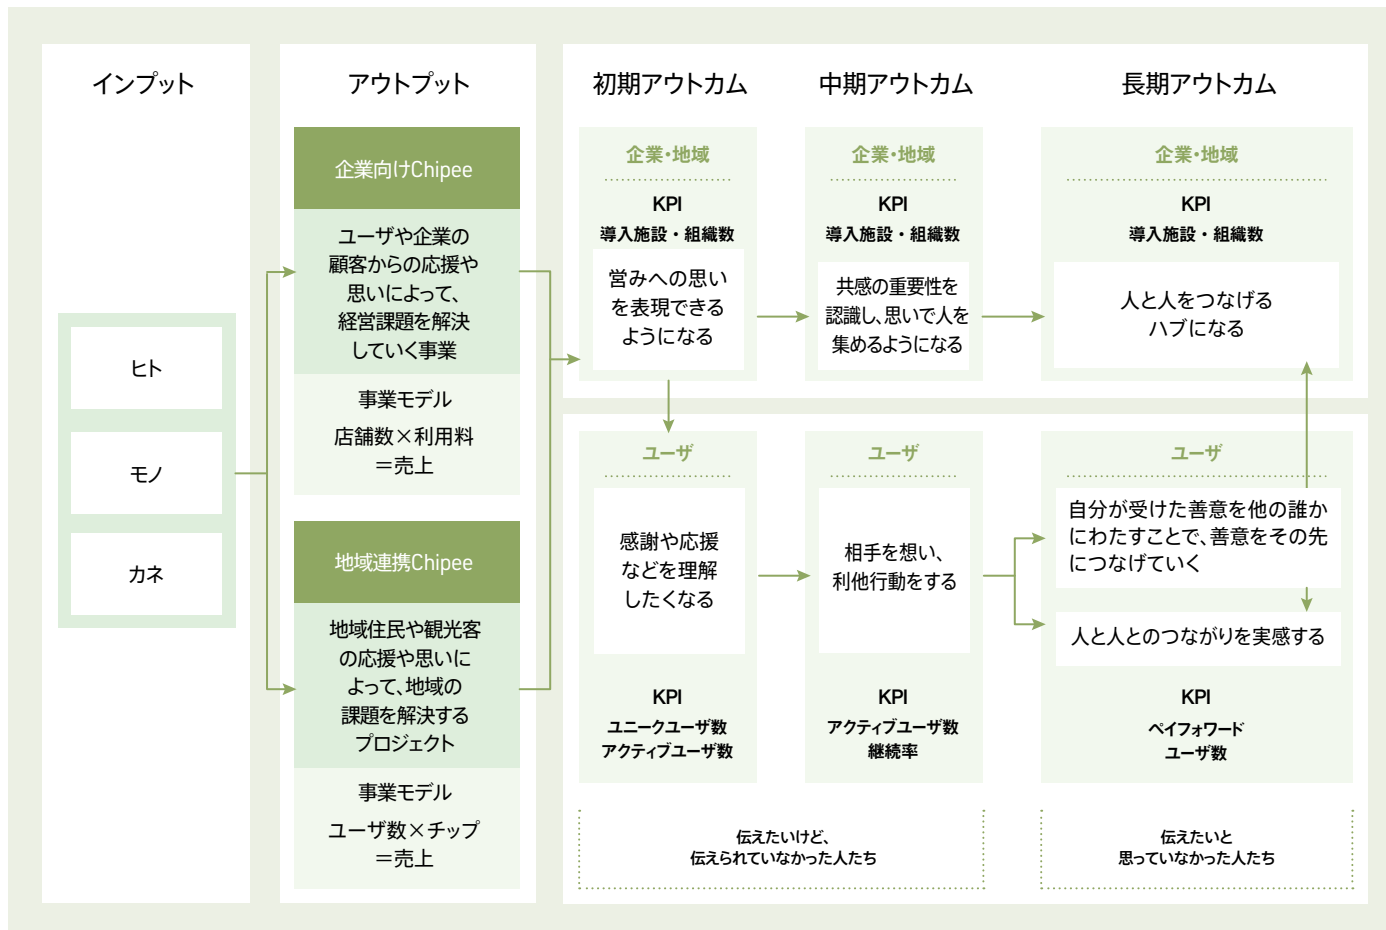 インプット
ヒト
モノ
カネ
アウトプット
企業向けChipee
ユーザや企業の
顧客からの応援や
思いによって、
経営課題を解決
していく事業
事業モデル
店舗数×利用料
＝売上
地域連携Chipee
地域住民や観光客
の応援や思いに
よって、地域の
課題を解決する
プロジェクト
事業モデル
ユーザ数×チップ
＝売上
初期アウトカム
中期アウトカム
長期アウトカム
企業・地域
KPI
導入施設・組織数
営みへの思い
を表現できる
ようになる
企業・地域
KPI
導入施設・組織数
共感の重要性を
認識し、思いで人を
集めるようになる
企業・地域
KPI
導入施設・組織数
人と人をつなげる
ハブになる
ユーザ
感謝や応援
などを理解
したくなる
KPI
ユニークユーザ数
アクティブユーザ数
ユーザ
相手を想い、
利他行動をする
KPI
アクティブユーザ数
継続率
ユーザ
自分が受けた善意を他の誰か
にわたすことで、善意をその先
につなげていく
人と人とのつながりを実感する
KPI
ペイフォワード
ユーザ数
伝えたいけど、
伝えられていなかった人たち
伝えたいと
思っていなかった人たち